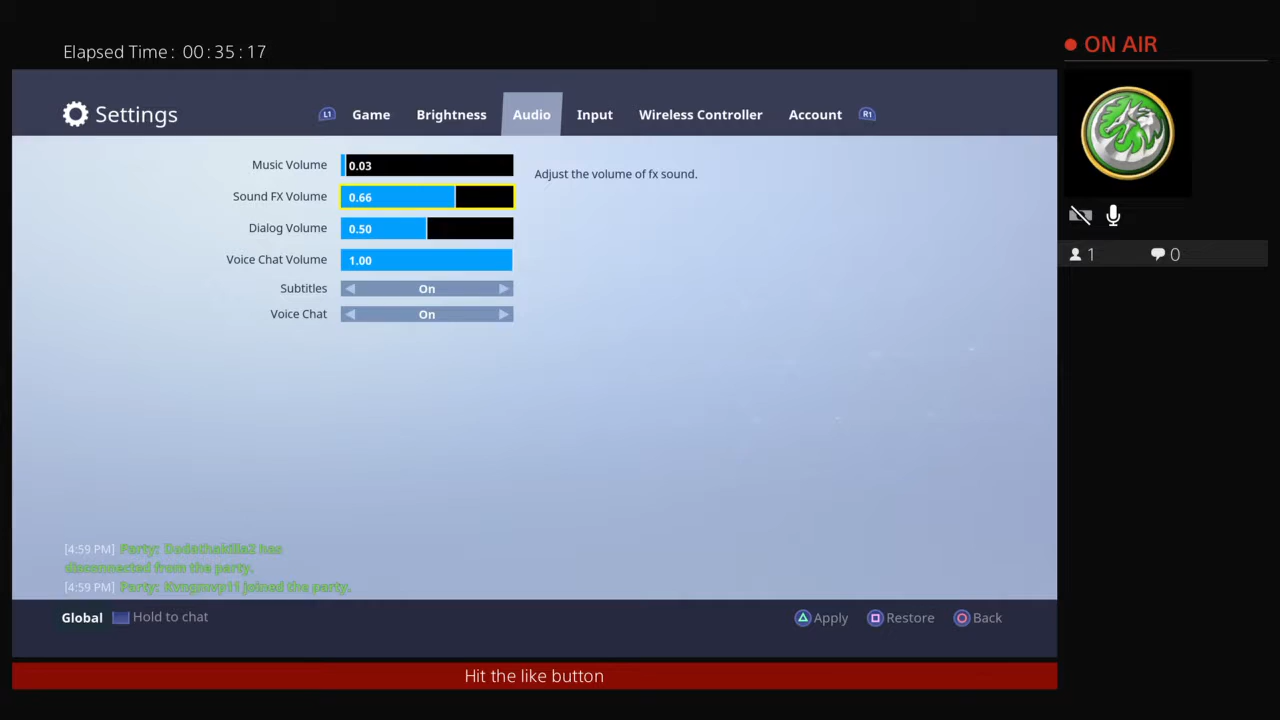 Elapsed Time: 00:35:17
ON AIR
Settings
L1 Game Brightness Audio Input Wireless Controller Account R1
Music Volume 0.03
Adjust the volume of fx sound.
Sound FX Volume 0.66
Dialog Volume 0.50
Voice Chat Volume 1.00
Subtitles On
Voice Chat On
1 0
[4:59 PM] Party: Dadathakilla2 has
disconnected from the party.
[4:59 PM] Party: Kvngmvp11 joined the party.
Global Hold to chat
Apply Restore Back
Hit the like button